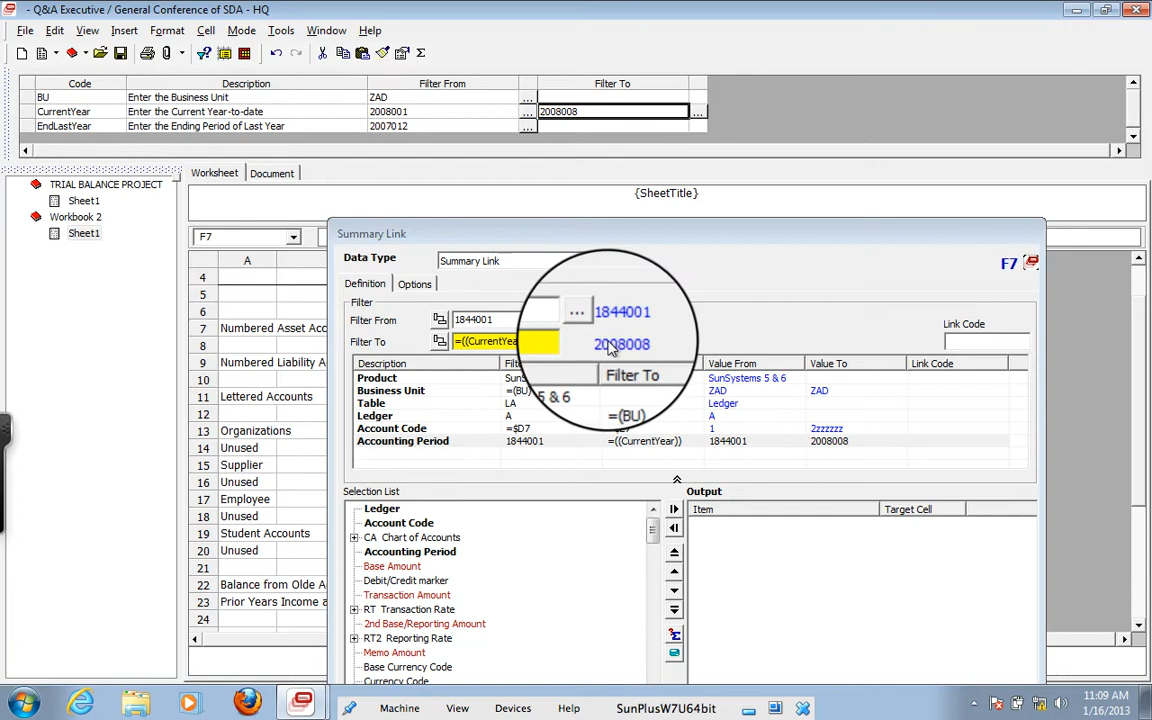 - Q&A Executive / General Conference of SDA - HQ
File Edit View Insert Format Cell Mode Tools Window Help
Code Description Filter From Filter To
BU Enter the Business Unit ZAD ...
CurrentYear Enter the Current Year-to-date 2008001 ... 2008008 ...
EndLastYear Enter the Ending Period of Last Year 2007012 ...
Worksheet Document
TRIAL BALANCE PROJECT
Sheet1
Workbook 2
Sheet1
{SheetTitle}
F7
A
4
5
6
7 Numbered Asset Acc
8
9 Numbered Liability A
10
11 Lettered Accounts
12
13 Organizations
14 Unused
15 Supplier
16 Unused
17 Employee
18 Unused
19 Student Accounts
20 Unused
21
22 Balance from Olde A
23 Prior Years Income a
24
Summary Link
Data Type Summary Link
F7
Definition Options
Filter
Filter From 1844001 ... 1844001
Filter To =((CurrentYea 2008008
Link Code
Description Filt Filter To Value From Value To Link Code
Product SunS 5 & 6 SunSystems 5 & 6
Business Unit =(BU) =(BU) ZAD ZAD
Table LA Ledger
Ledger A A
Account Code =$D7 1 2zzzzzz
Accounting Period 1844001 =((CurrentYear)) 1844001 2008008
Selection List
Ledger
Account Code
CA Chart of Accounts
Accounting Period
Base Amount
Debit/Credit marker
Transaction Amount
RT Transaction Rate
2nd Base/Reporting Amount
RT2 Reporting Rate
Memo Amount
Base Currency Code
Currency Code
Output
Item Target Cell
Machine View Devices Help SunPlusW7U64bit
11:09 AM
1/16/2013